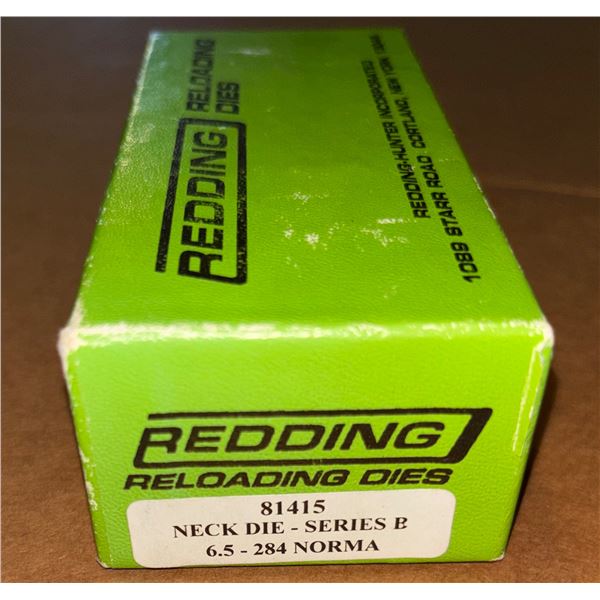 REDDING
RELOADING
DIES
REDDING-HUNTER INCORPORATED
1089 STARR ROAD CORTLAND, NEW YORK 13045
REDDING
RELOADING DIES
81415
NECK DIE - SERIES B
6.5 - 284 NORMA